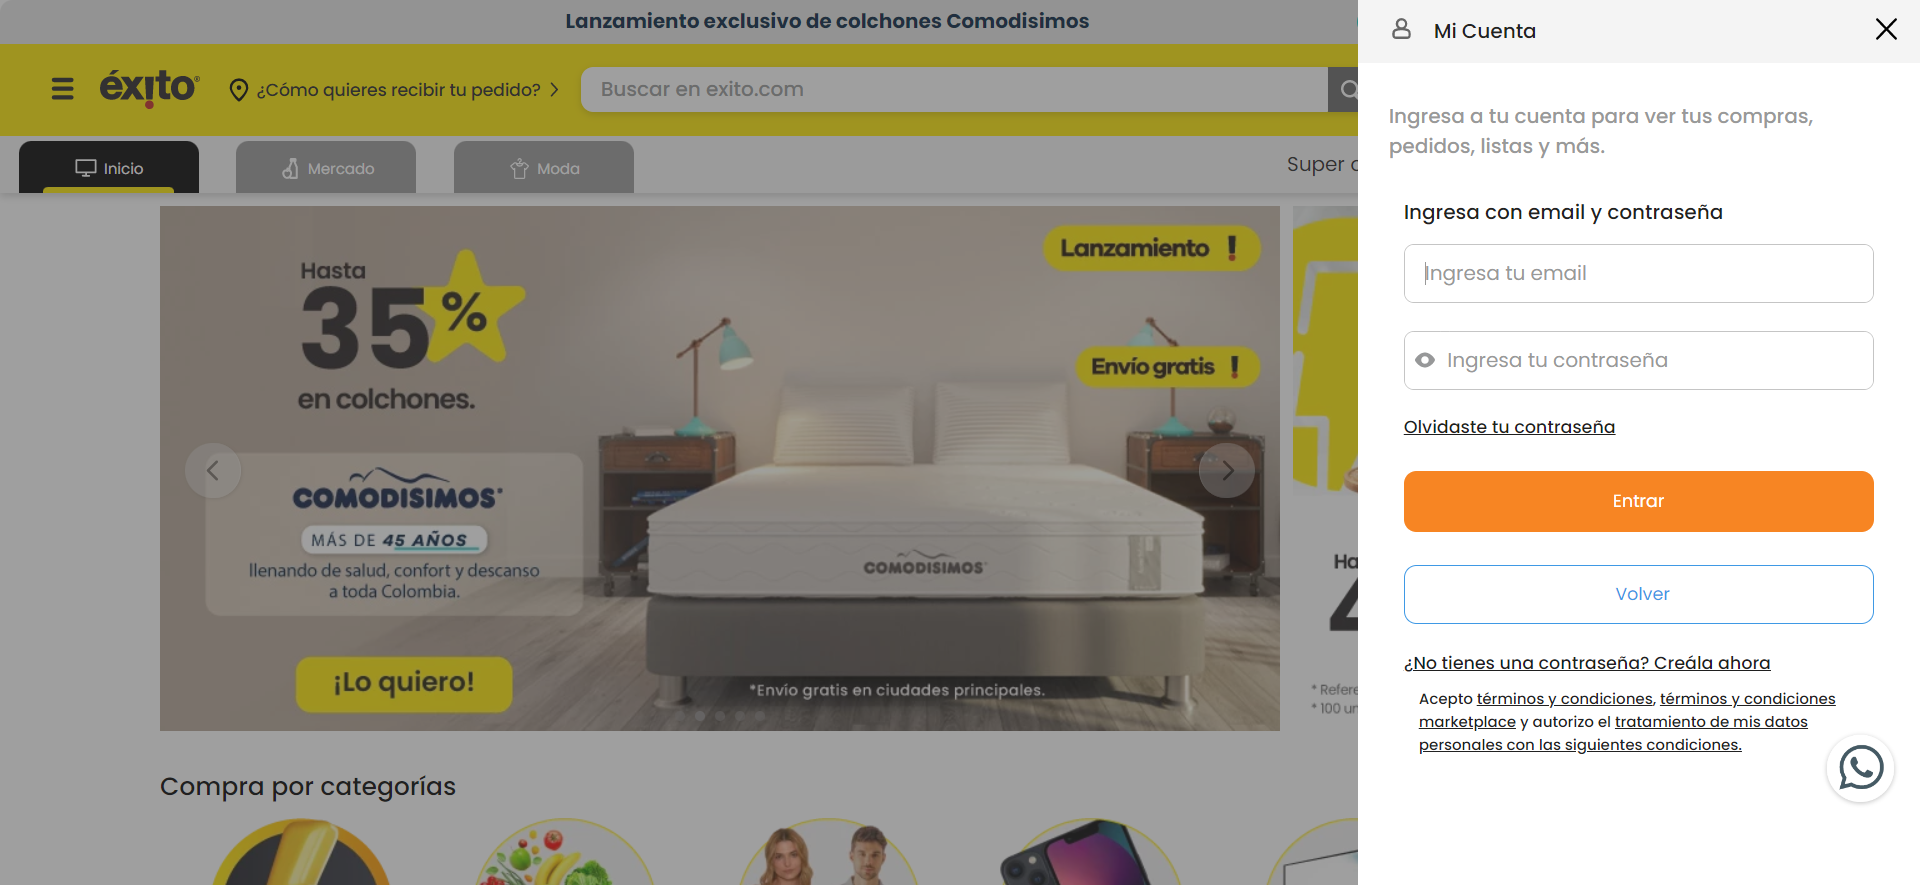 Lanzamiento exclusivo de colchones Comodisimos
éxito
¿Cómo quieres recibir tu pedido?
Buscar en exito.com
Inicio
Mercado
Moda
Super
Hasta
35%
en colchones.
Lanzamiento !
Envío gratis !
COMODISIMOS
MÁS DE 45 AÑOS
llenando de salud, confort y descanso
a toda Colombia.
¡Lo quiero!
COMODISIMOS
*Envío gratis en ciudades principales.
Compra por categorías
Mi Cuenta
Ingresa a tu cuenta para ver tus compras,
pedidos, listas y más.
Ingresa con email y contraseña
Ingresa tu email
Ingresa tu contraseña
Olvidaste tu contraseña
Entrar
Volver
¿No tienes una contraseña? Creála ahora
Acepto términos y condiciones, términos y condiciones
marketplace y autorizo el tratamiento de mis datos
personales con las siguientes condiciones.